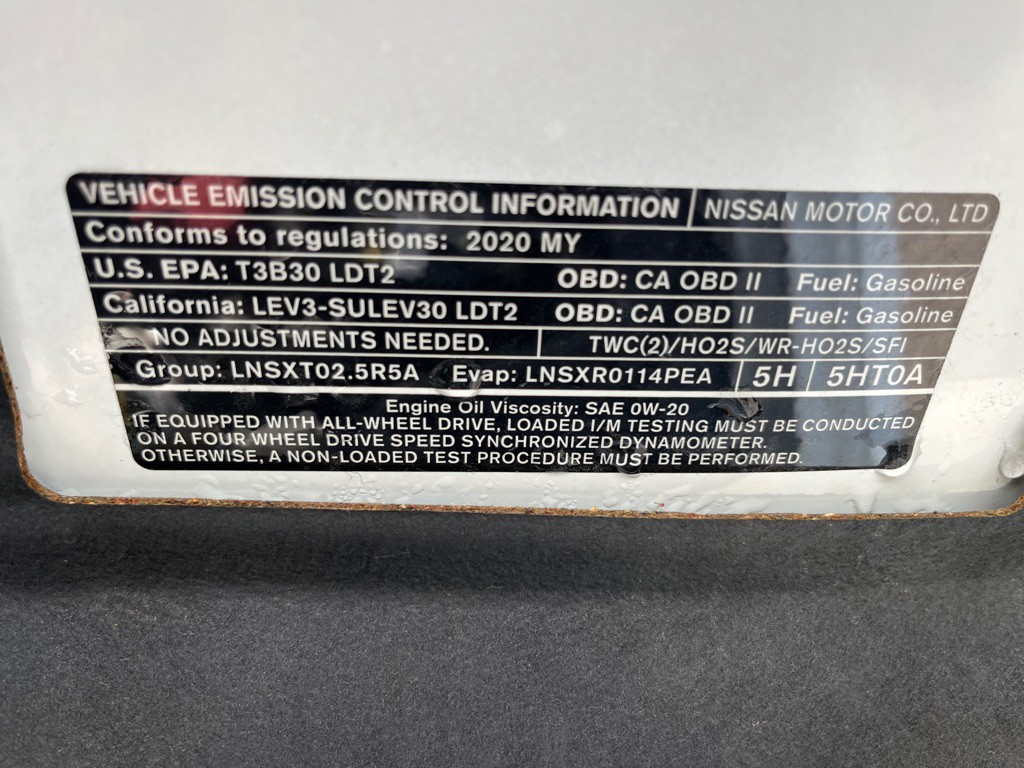 VEHICLE EMISSION CONTROL INFORMATION NISSAN MOTOR CO., LTD
Conforms to regulations: 2020 MY
U.S. EPA: T3B30 LDT2 OBD: CA OBD II Fuel: Gasoline
California: LEV3-SULEV30 LDT2 OBD: CA OBD II Fuel: Gasoline
NO ADJUSTMENTS NEEDED. TWC(2)/HO2S/WR-HO2S/SFI
Group: LNSXT02.5R5A Evap: LNSXR0114PEA 5H 5HT0A
Engine Oil Viscosity: SAE 0W-20
IF EQUIPPED WITH ALL-WHEEL DRIVE, LOADED I/M TESTING MUST BE CONDUCTED
ON A FOUR WHEEL DRIVE SPEED SYNCHRONIZED DYNAMOMETER.
OTHERWISE, A NON-LOADED TEST PROCEDURE MUST BE PERFORMED.